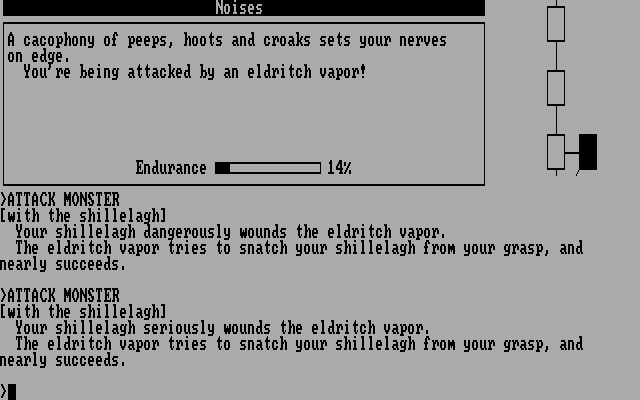 Noises
A cacophony of peeps, hoots and croaks sets your nerves
on edge.
You're being attacked by an eldritch vapor!
Endurance 14%
>ATTACK MONSTER
[with the shillelagh]
Your shillelagh dangerously wounds the eldritch vapor.
The eldritch vapor tries to snatch your shillelagh from your grasp, and
nearly succeeds.
>ATTACK MONSTER
[with the shillelagh]
Your shillelagh seriously wounds the eldritch vapor.
The eldritch vapor tries to snatch your shillelagh from your grasp, and
nearly succeeds.
>